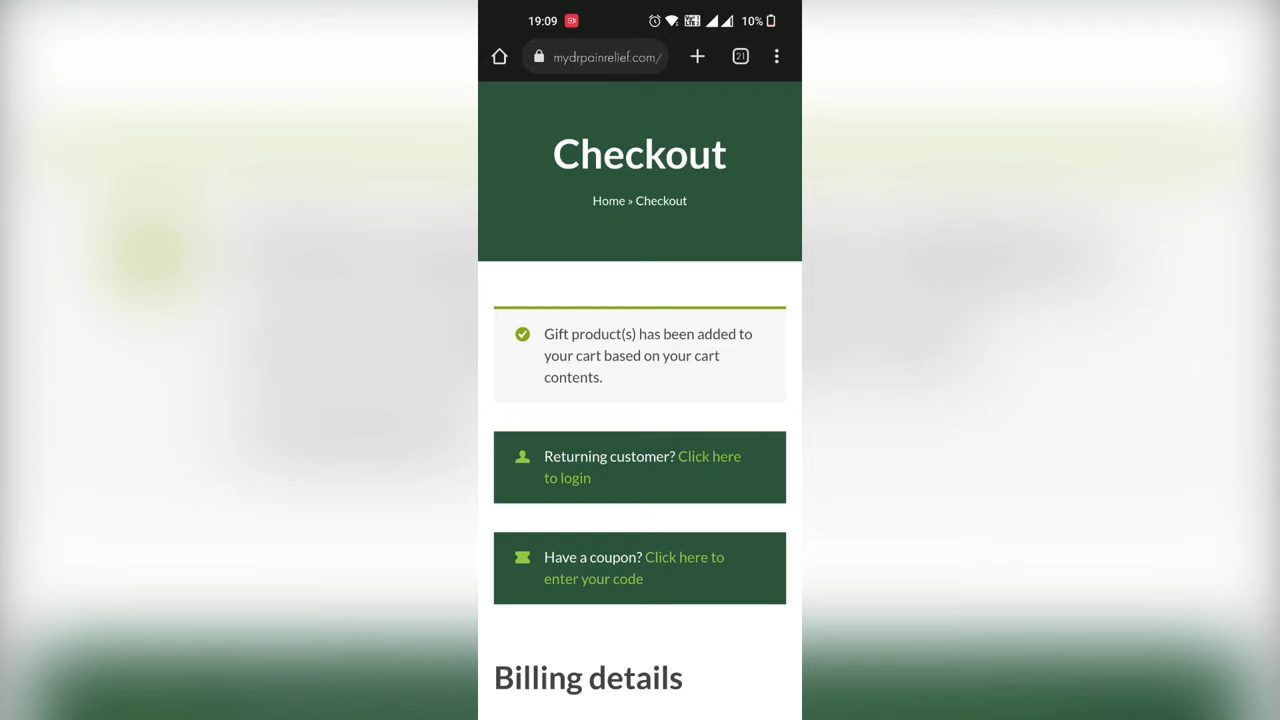 19:09
10%
mydrpainrelief.com/
21
Checkout
Home » Checkout
Gift product(s) has been added to
your cart based on your cart
contents.
Returning customer? Click here
to login
Have a coupon? Click here to
enter your code
Billing details